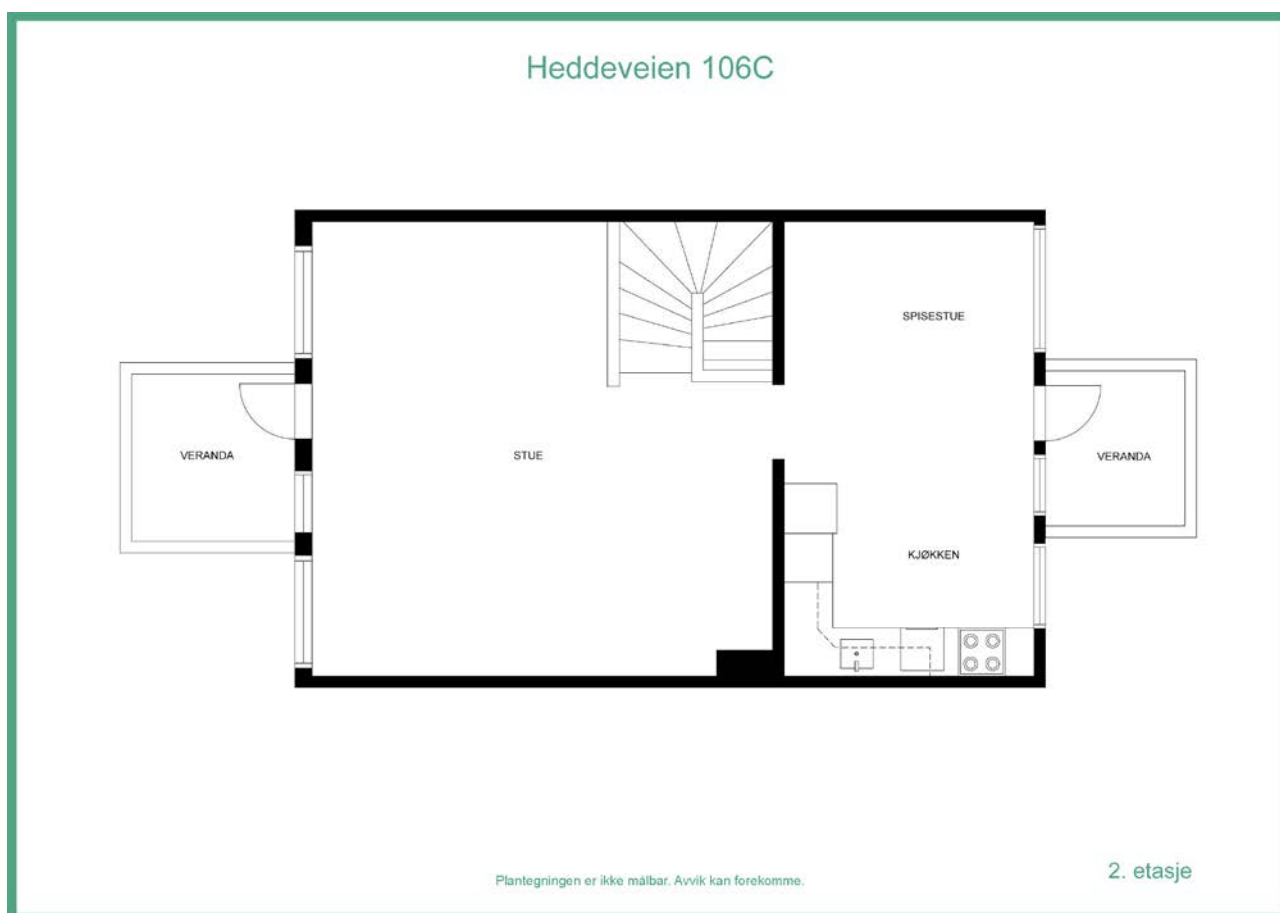 Heddeveien 106C
SPISESTUE
VERANDA
STUE
VERANDA
KJØKKEN
2. etasje
Plantegningen er ikke målbar. Avvik kan forekomme.